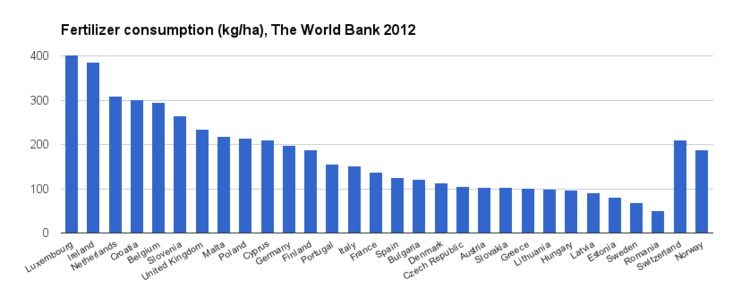 Fertilizer consumption (kg/ha), The World Bank 2012
400
300
200
100
0
Luxembourg
Ireland
Netherlands
Croatia
Belgium
Slovenia
United Kingdom
Malta
Poland
Cyprus
Germany
Finland
Portugal
Italy
France
Spain
Bulgaria
Denmark
Czech Republic
Austria
Slovakia
Greece
Lithuania
Hungary
Latvia
Estonia
Sweden
Romania
Switzerland
Norway